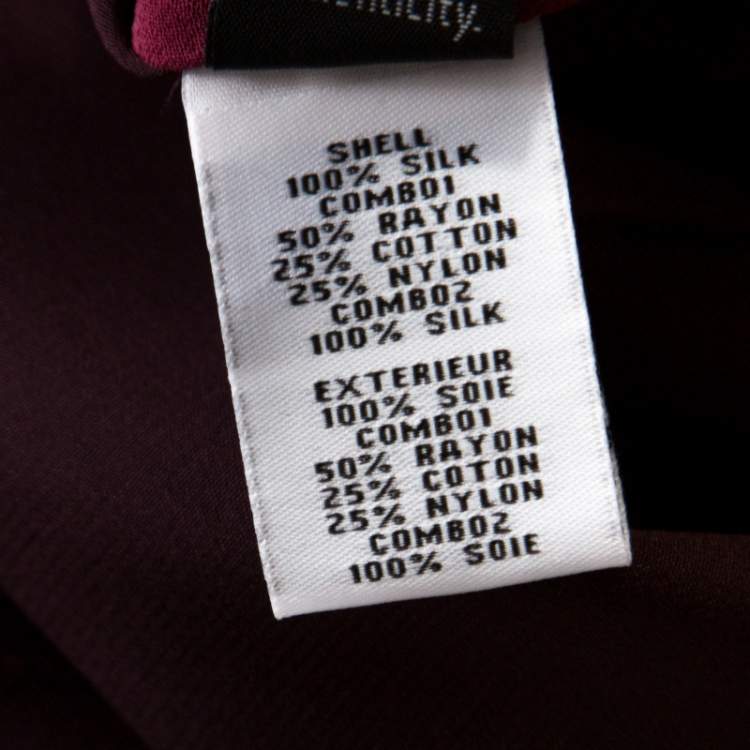 SHELL
100% SILK
COMBO1
50% RAYON
25% COTTON
25% NYLON
COMBO2
100% SILK
EXTERIEUR
100% SOIE
COMBO1
50% RAYON
25% COTON
25% NYLON
COMBO2
100% SOIE